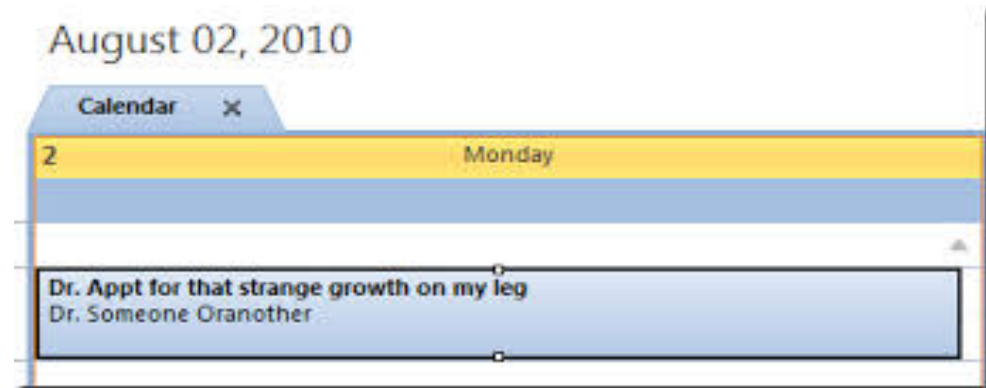 August 02, 2010
Calendar
2 Monday
Dr. Appt for that strange growth on my leg
Dr. Someone Oranother